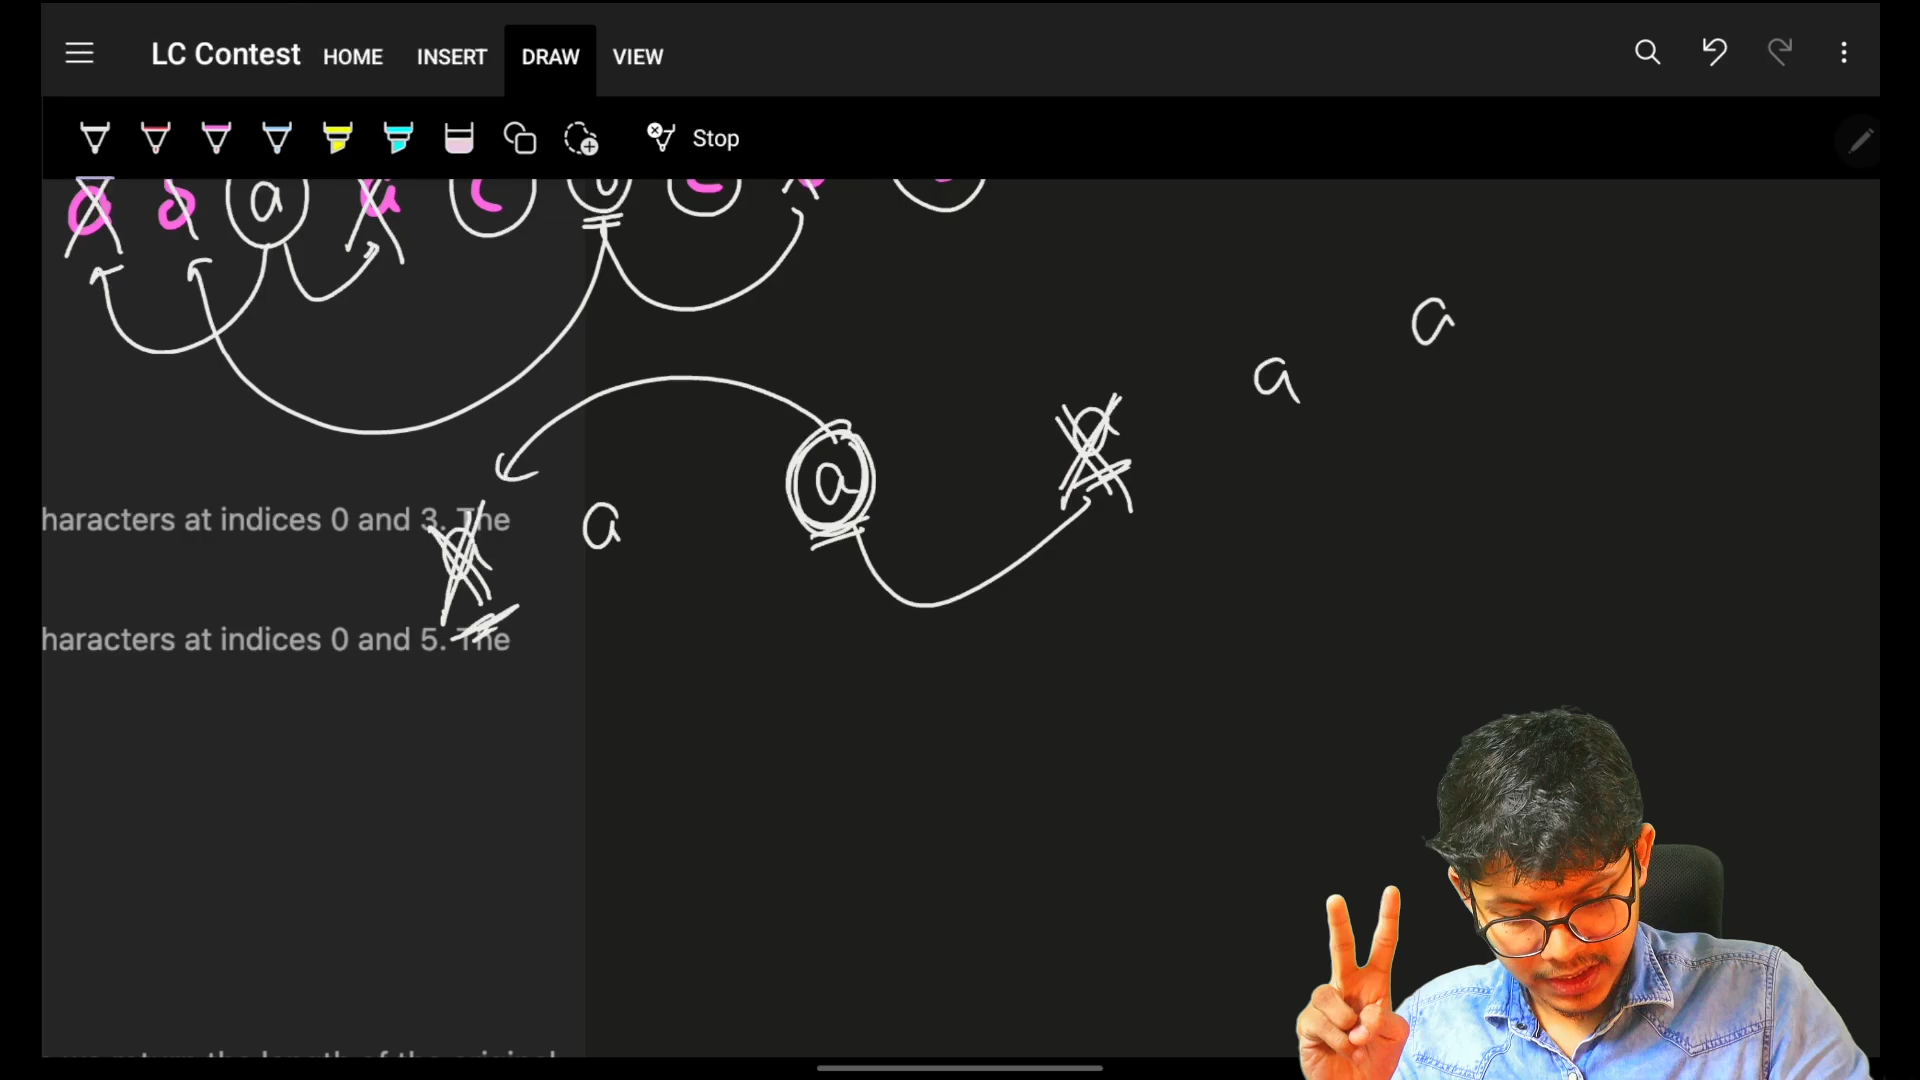 LC Contest HOME INSERT DRAW VIEW
Stop
a a
a
a
a a
haracters at indices 0 and 3. The
haracters at indices 0 and 5. The